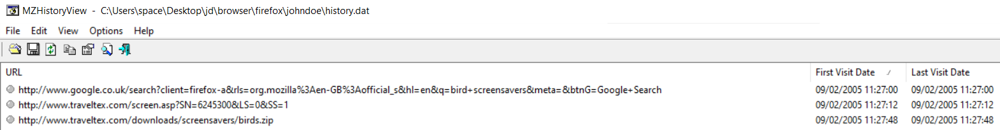 MZHistoryView - C:\Users\space\Desktop\jd\browser\firefox\johndoe\history.dat
File Edit View Options Help
URL First Visit Date Last Visit Date
http://www.google.co.uk/search?client=firefox-a&rls=org.mozilla%3Aen-GB%3Aofficial_s&hl=en&q=bird+screensavers&meta=&btnG=Google+Search 09/02/2005 11:27:00 09/02/2005 11:27:00
http://www.traveltex.com/screen.asp?SN=6245300&LS=0&SS=1 09/02/2005 11:27:12 09/02/2005 11:27:12
http://www.traveltex.com/downloads/screensavers/birds.zip 09/02/2005 11:27:48 09/02/2005 11:27:48